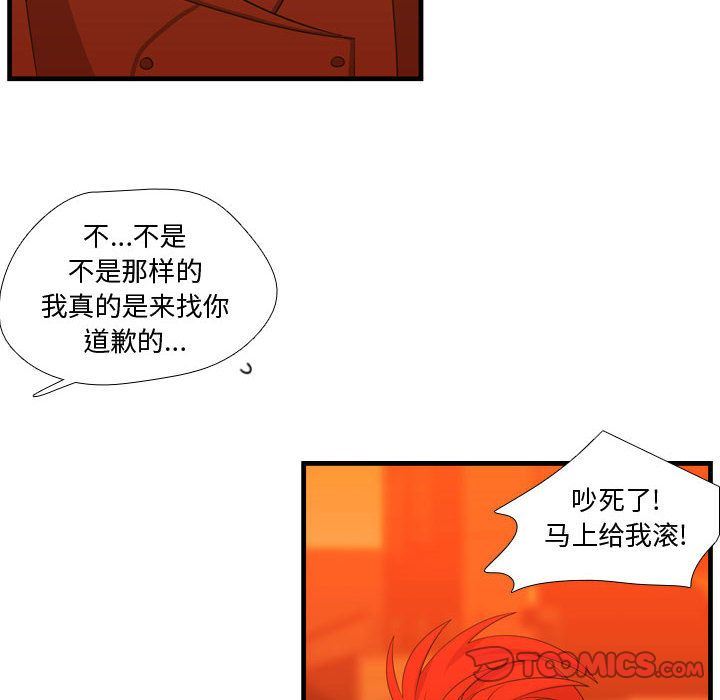 不...不是
不是那样的
我真的是来找你
道歉的...
吵死了!
马上给我滚!
TOOMICS.COM